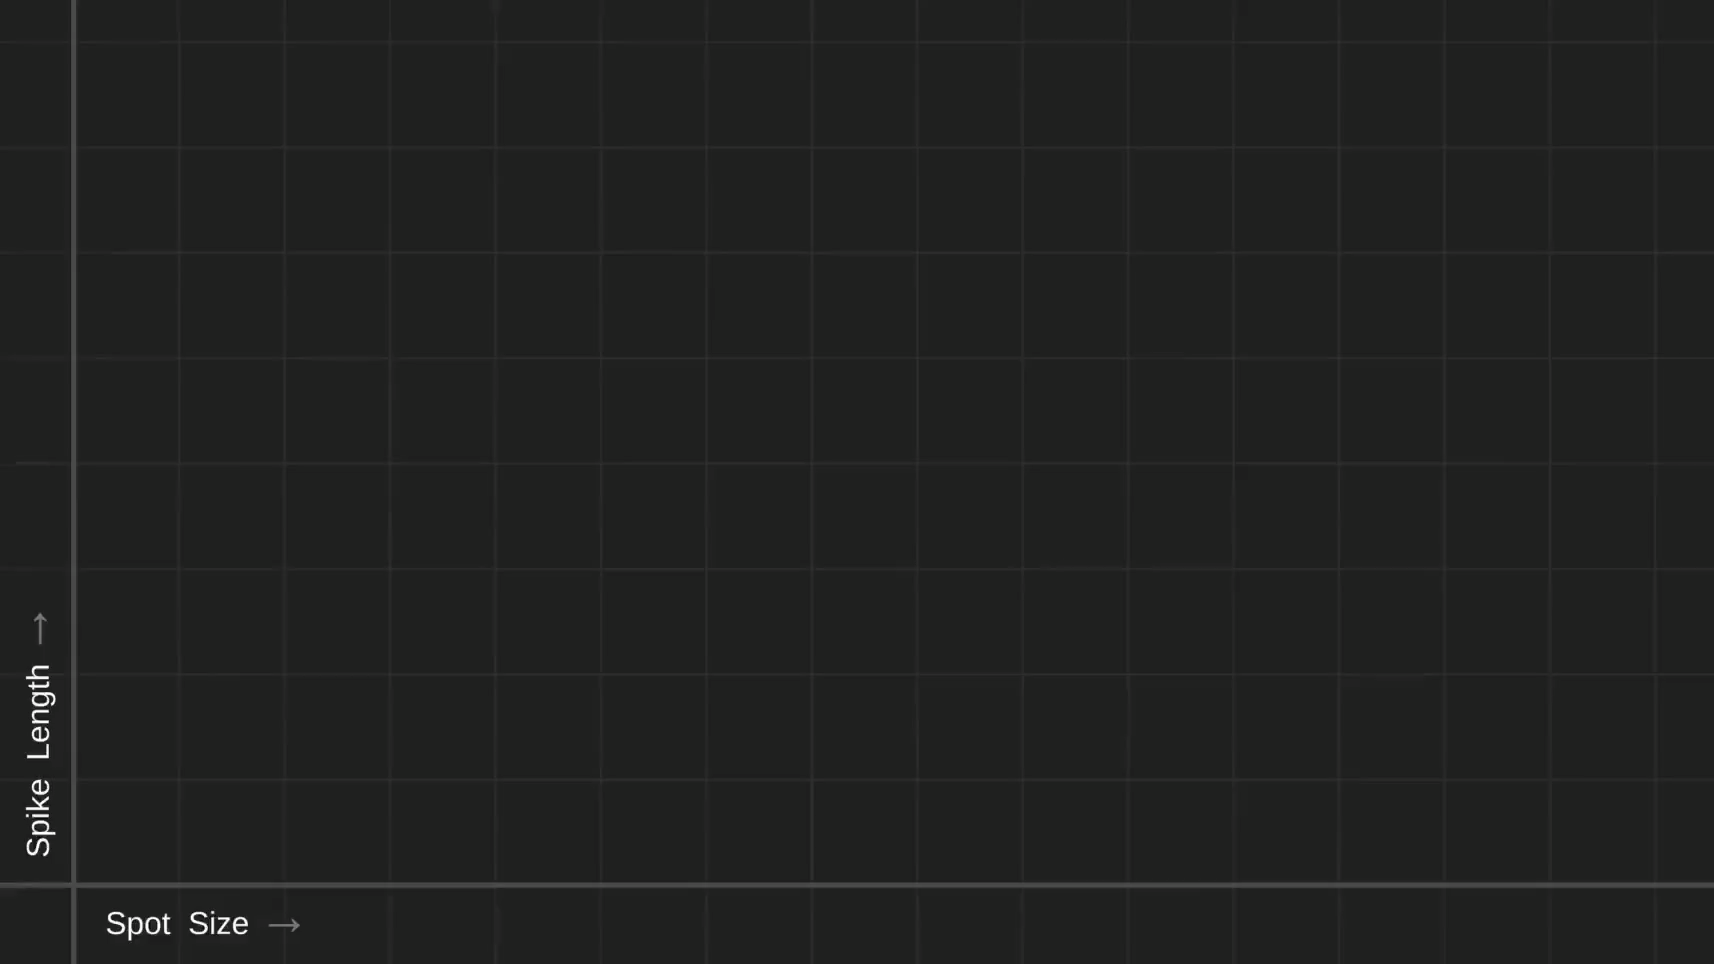 Spike Length →
Spot Size →